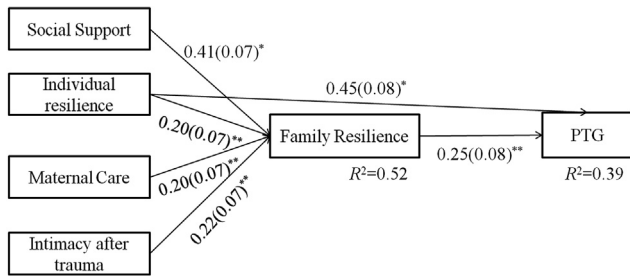 Social Support
0.41(0.07)*
Individual
resilience
0.45(0.08)*
0.20(0.07)**
Family Resilience
PTG
0.25(0.08)**
Maternal Care
0.20(0.07)**
R²=0.52
R²=0.39
0.22(0.07)**
Intimacy after
trauma